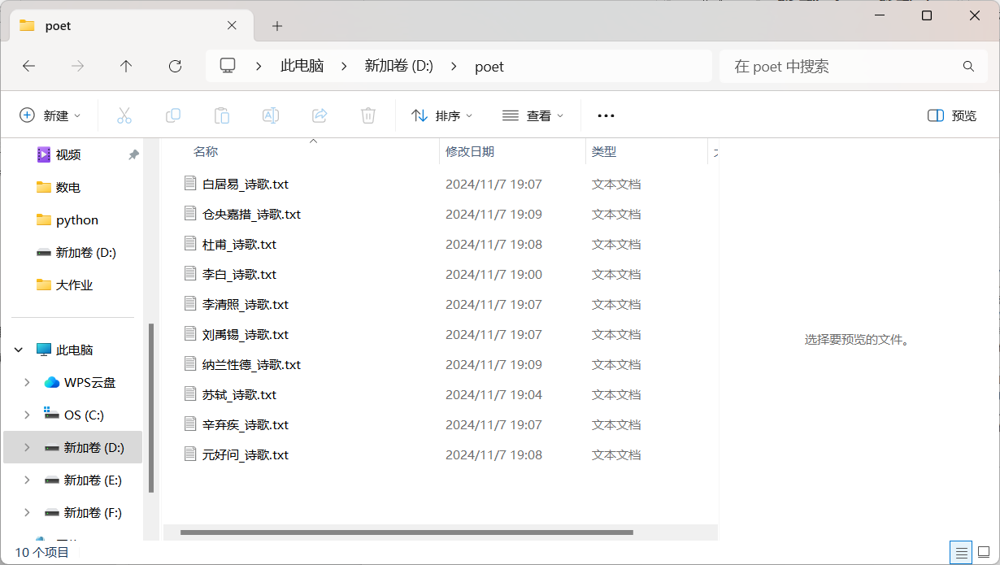 poet
此电脑 新加卷 (D:) poet
在 poet 中搜索
新建 排序 查看 预览
视频
数电
python
新加卷 (D:)
大作业
此电脑
WPS云盘
OS (C:)
新加卷 (D:)
新加卷 (E:)
新加卷 (F:)
名称 修改日期 类型
白居易_诗歌.txt 2024/11/7 19:07 文本文档
仓央嘉措_诗歌.txt 2024/11/7 19:09 文本文档
杜甫_诗歌.txt 2024/11/7 19:08 文本文档
李白_诗歌.txt 2024/11/7 19:00 文本文档
李清照_诗歌.txt 2024/11/7 19:07 文本文档
刘禹锡_诗歌.txt 2024/11/7 19:07 文本文档
纳兰性德_诗歌.txt 2024/11/7 19:09 文本文档
苏轼_诗歌.txt 2024/11/7 19:04 文本文档
辛弃疾_诗歌.txt 2024/11/7 19:07 文本文档
元好问_诗歌.txt 2024/11/7 19:08 文本文档
选择要预览的文件。
10 个项目